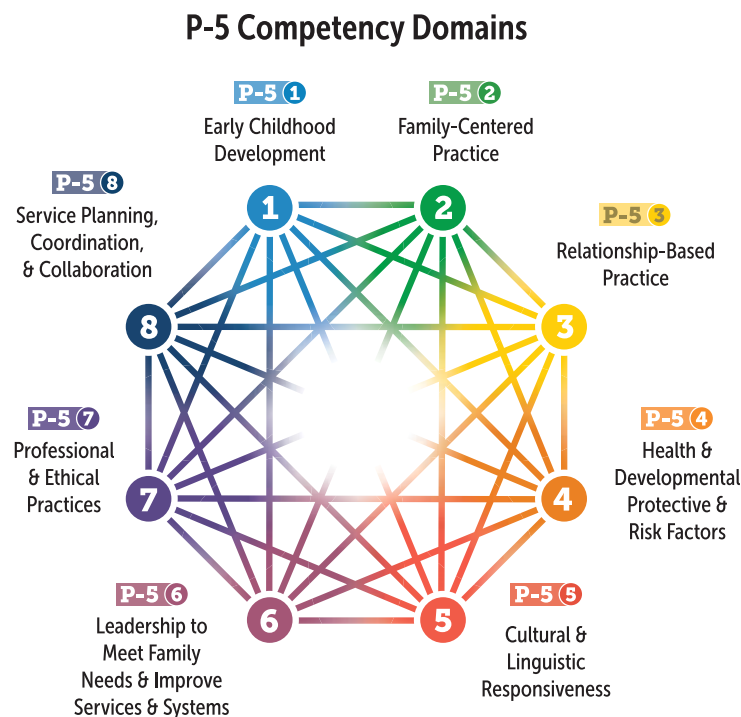 P-5 Competency Domains
P-5 1
Early Childhood
Development
P-5 2
Family-Centered
Practice
P-5 3
Relationship-Based
Practice
P-5 4
Health &
Developmental
Protective &
Risk Factors
P-5 5
Cultural &
Linguistic
Responsiveness
P-5 6
Leadership to
Meet Family
Needs & Improve
Services & Systems
P-5 7
Professional
& Ethical
Practices
P-5 8
Service Planning,
Coordination,
& Collaboration
1
2
3
4
5
6
7
8